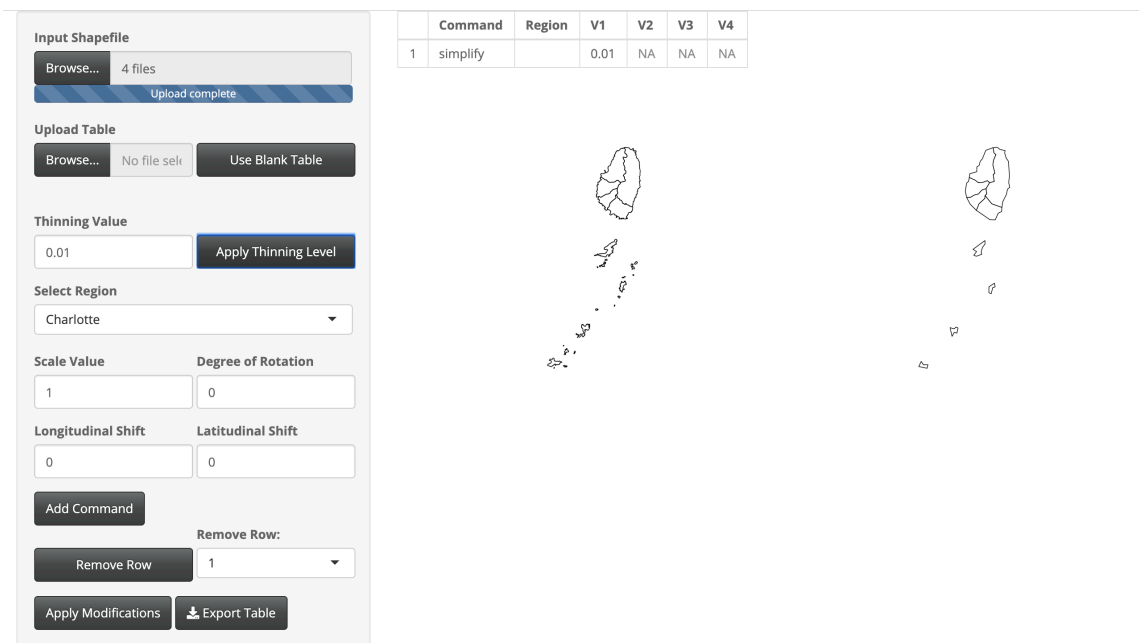 Input Shapefile
Browse... 4 files
Upload complete
Upload Table
Browse... No file sele Use Blank Table
Thinning Value
0.01 Apply Thinning Level
Select Region
Charlotte
Scale Value Degree of Rotation
1 0
Longitudinal Shift Latitudinal Shift
0 0
Add Command
Remove Row:
Remove Row 1
Apply Modifications Export Table
Command Region V1 V2 V3 V4
1 simplify 0.01 NA NA NA